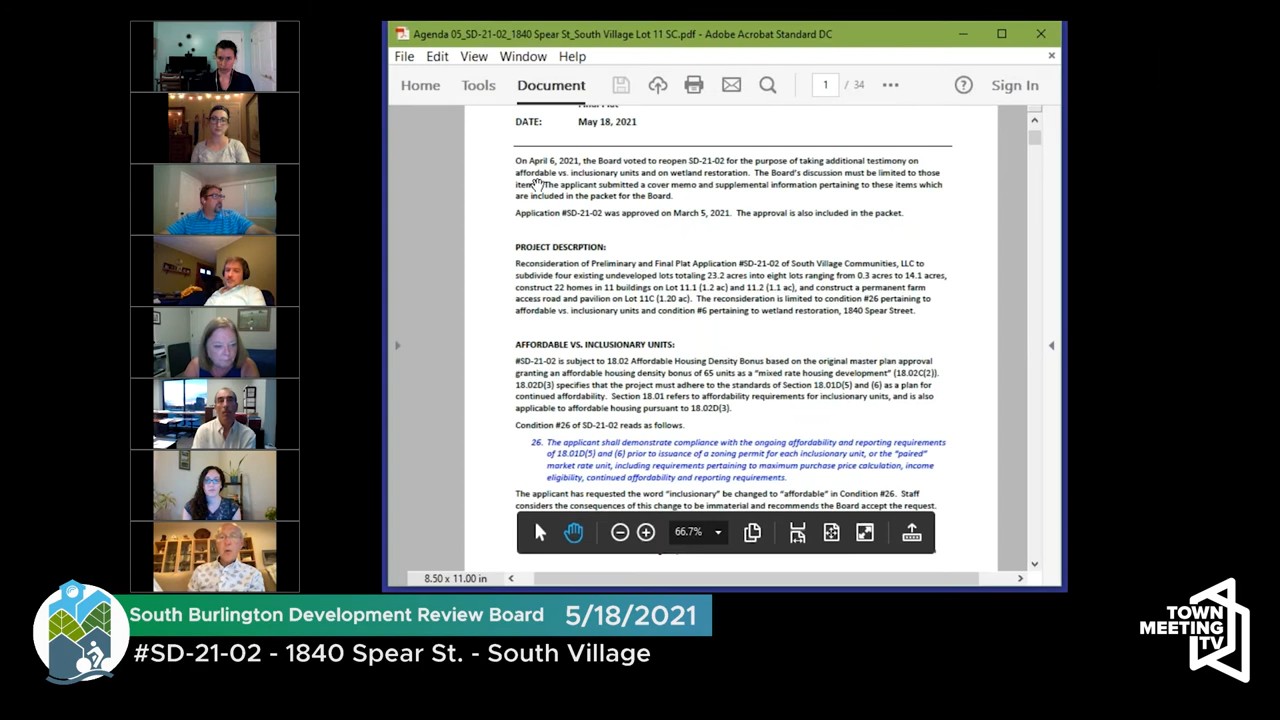 Agenda 05_SD-21-02_1840 Spear St_South Village Lot 11 SC.pdf - Adobe Acrobat Standard DC
File Edit View Window Help
Home Tools Document 1 / 34 Sign In
DATE: May 18, 2021
On April 6, 2021, the Board voted to reopen SD-21-02 for the purpose of taking additional testimony on
affordable vs. inclusionary units and on wetland restoration. The Board's discussion must be limited to those
The applicant submitted a cover memo and supplemental information pertaining to these items which
are included in the packet for the Board.
Application #SD-21-02 was approved on March 5, 2021. The approval is also included in the packet.
PROJECT DESCRPTION:
Reconsideration of Preliminary and Final Plat Application #SD-21-02 of South Village Communities, LLC to
subdivide four existing undeveloped lots totaling 23.2 acres into eight lots ranging from 0.3 acres to 14.1 acres,
construct 22 homes in 11 buildings on Lot 11.1 (1.2 ac) and 11.2 (1.1 ac), and construct a permanent farm
access road and pavilion on Lot 11C (1.20 ac). The reconsideration is limited to condition #26 pertaining to
affordable vs. inclusionary units and condition #6 pertaining to wetland restoration, 1840 Spear Street.
AFFORDABLE VS. INCLUSIONARY UNITS:
#SD-21-02 is subject to 18.02 Affordable Housing Density Bonus based on the original master plan approval
granting an affordable housing density bonus of 65 units as a "mixed rate housing development" (18.02C(2)).
18.02D(3) specifies that the project must adhere to the standards of Section 18.01D(5) and (6) as a plan for
continued affordability. Section 18.01 refers to affordability requirements for inclusionary units, and is also
applicable to affordable housing pursuant to 18.02D(3).
Condition #26 of SD-21-02 reads as follows.
26. The applicant shall demonstrate compliance with the ongoing affordability and reporting requirements
of 18.01D(5) and (6) prior to issuance of a zoning permit for each inclusionary unit, or the "paired"
market rate unit, including requirements pertaining to maximum purchase price calculation, income
eligibility, continued affordability and reporting requirements.
The applicant has requested the word "inclusionary" be changed to "affordable" in Condition #26. Staff
considers the consequences of this change to be immaterial and recommends the Board accept the request.
66.7%
8.50 x 11.00 in
South Burlington Development Review Board 5/18/2021
#SD-21-02 - 1840 Spear St. - South Village
TOWN
MEETING
TV